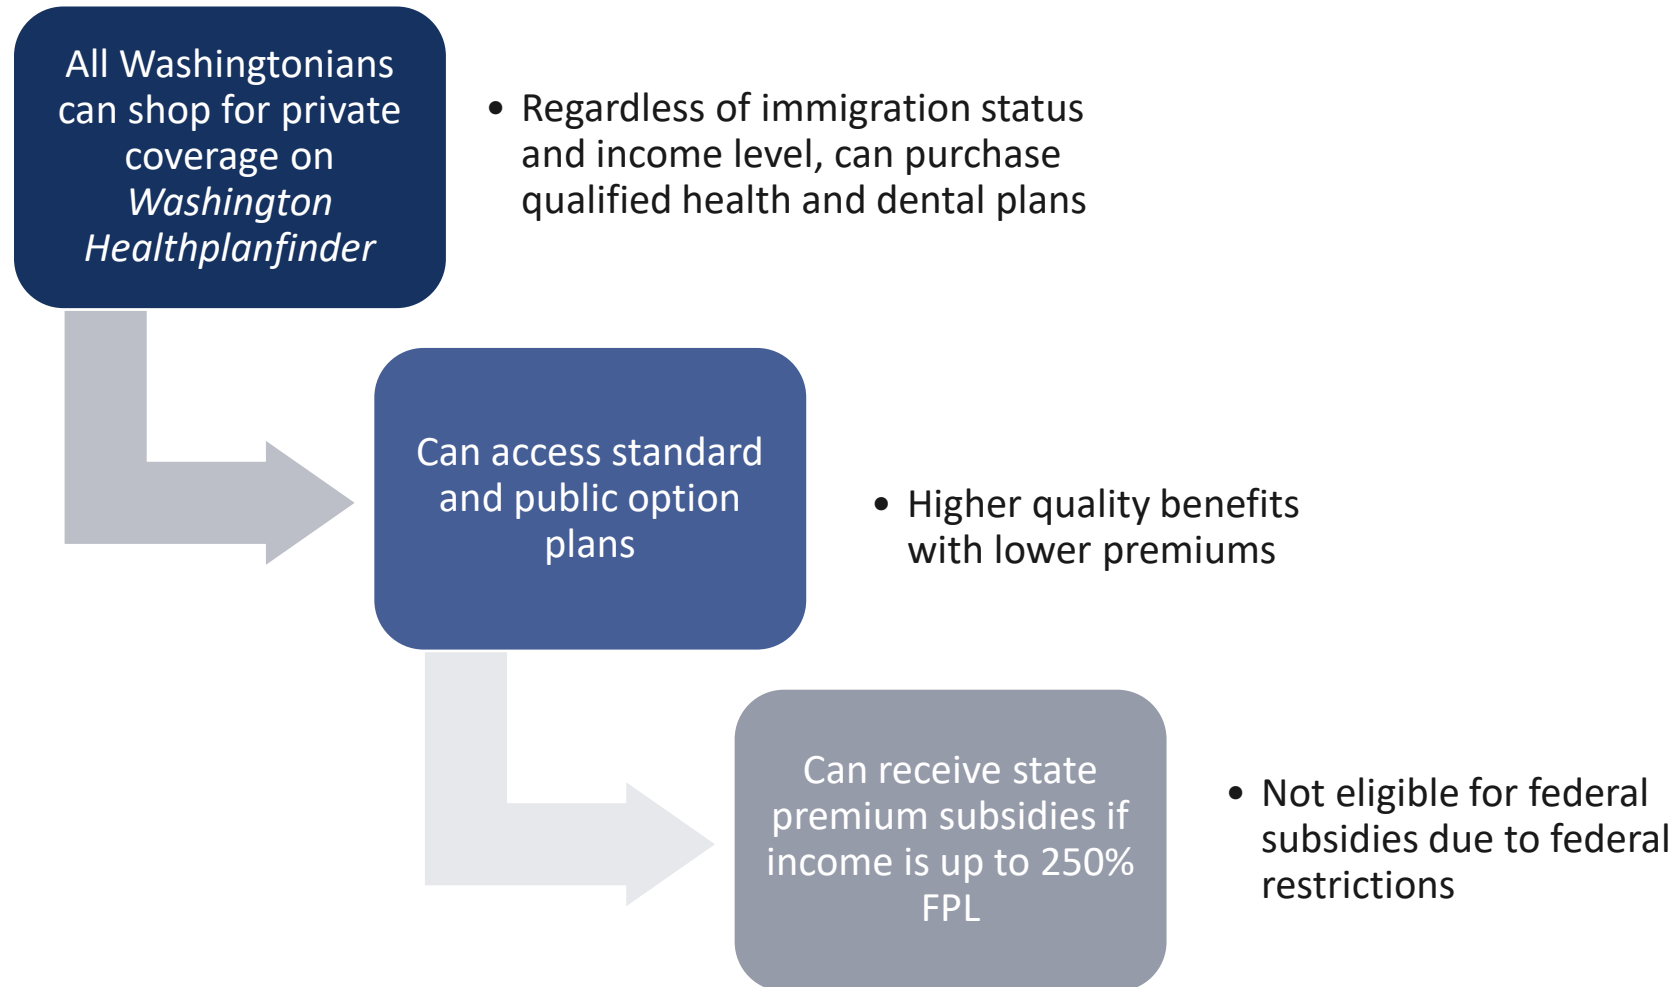 All Washingtonians
can shop for private
coverage on
Washington
Healthplanfinder
• Regardless of immigration status
and income level, can purchase
qualified health and dental plans
Can access standard
and public option
plans
• Higher quality benefits
with lower premiums
Can receive state
premium subsidies if
income is up to 250%
FPL
• Not eligible for federal
subsidies due to federal
restrictions